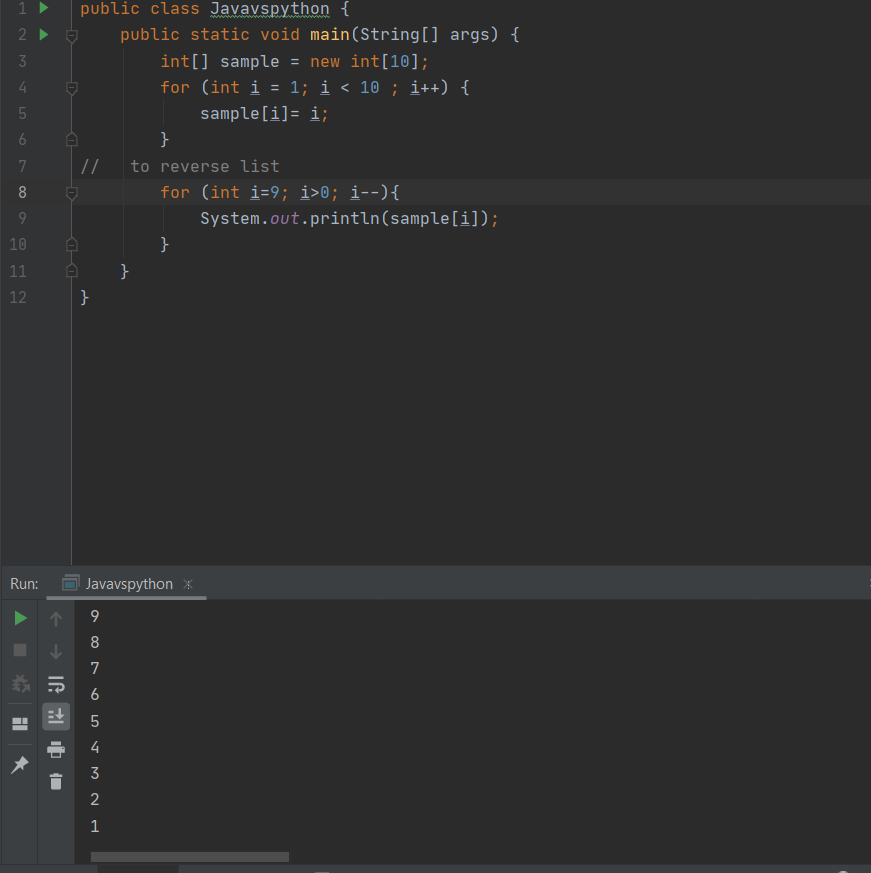 1 public class Javavspython {
2 public static void main(String[] args) {
3 int[] sample = new int[10];
4 for (int i = 1; i < 10 ; i++) {
5 sample[i]= i;
6 }
7 //   to reverse list
8 for (int i=9; i>0; i--){
9 System.out.println(sample[i]);
10 }
11 }
12 }
Run: Javavspython ×
9
8
7
6
5
4
3
2
1